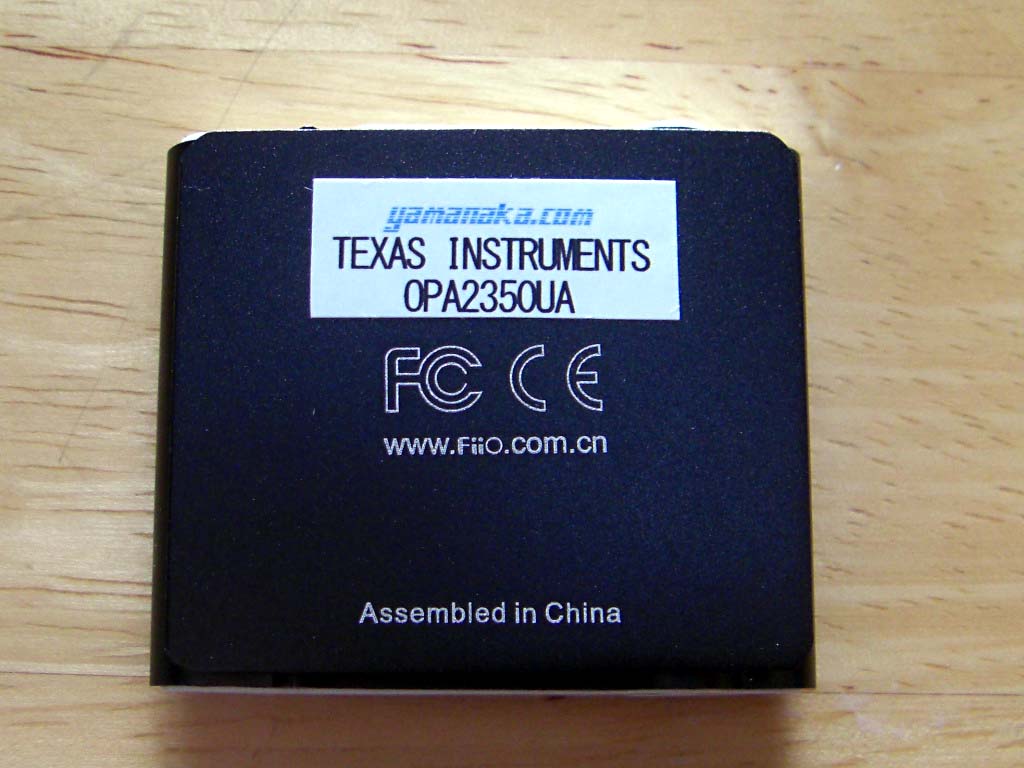 yamanaka.com
TEXAS INSTRUMENTS
OPA2350UA
FC CE
www.FiiO.com.cn
Assembled in China